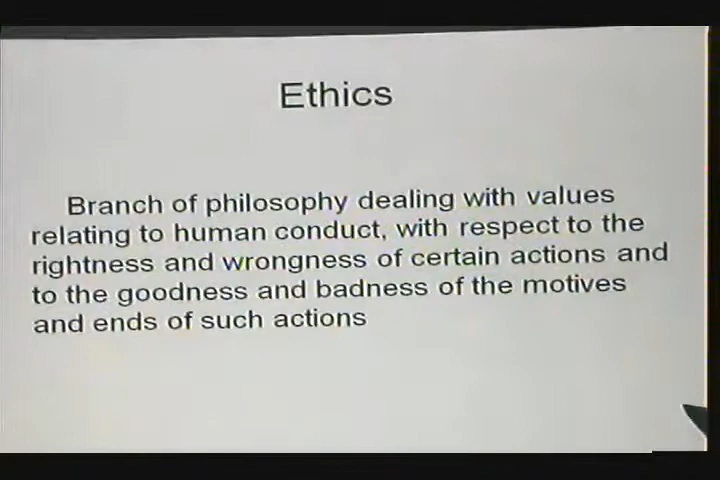 Ethics
Branch of philosophy dealing with values
relating to human conduct, with respect to the
rightness and wrongness of certain actions and
to the goodness and badness of the motives
and ends of such actions